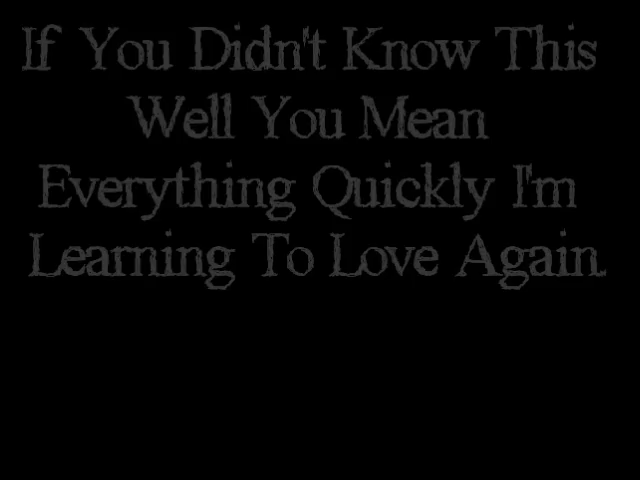 If You Didn't Know This
Well You Mean
Everything Quickly I'm
Learning To Love Again.